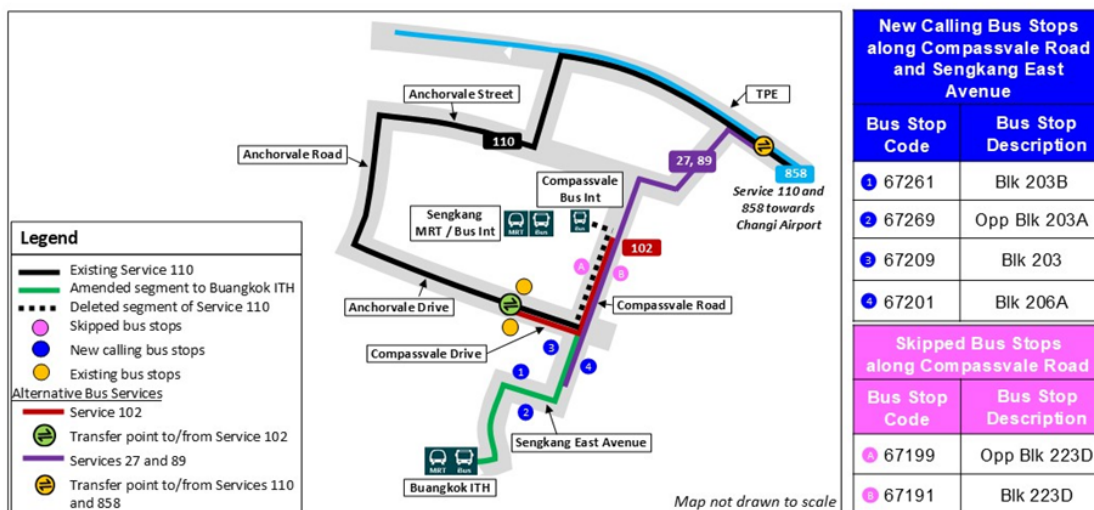 Anchorvale Street
TPE
Anchorvale Road
110
27, 89
858
Compassvale
Bus Int
Service 110 and
858 towards
Changi Airport
Sengkang
MRT / Bus Int
MRT
Bus
Bus
102
A
B
Legend
Existing Service 110
Amended segment to Buangkok ITH
Deleted segment of Service 110
Skipped bus stops
New calling bus stops
Existing bus stops
Alternative Bus Services
Service 102
Transfer point to/from Service 102
Services 27 and 89
Transfer point to/from Services 110
and 858
Anchorvale Drive
Compassvale Road
Compassvale Drive
3
1
4
2
Sengkang East Avenue
MRT
Bus
Buangkok ITH
Map not drawn to scale
New Calling Bus Stops
along Compassvale Road
and Sengkang East
Avenue
Bus Stop
Code
Bus Stop
Description
1 67261 Blk 203B
2 67269 Opp Blk 203A
3 67209 Blk 203
4 67201 Blk 206A
Skipped Bus Stops
along Compassvale Road
Bus Stop
Code
Bus Stop
Description
A 67199 Opp Blk 223D
B 67191 Blk 223D